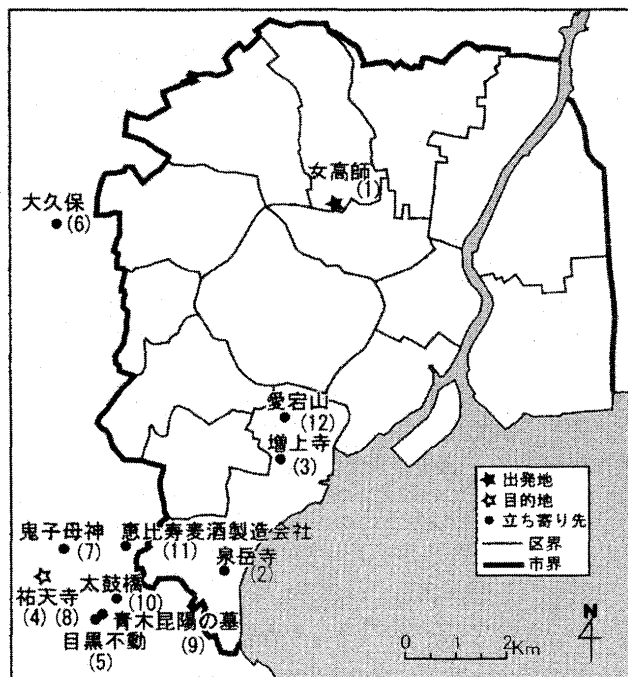 女高師
(1)
大久保
(6)
愛宕山
(12)
増上寺
(3)
出発地
目的地
立ち寄り先
区界
市界
鬼子母神
(7)
恵比寿麦酒製造会社
(11)
泉岳寺
(2)
祐天寺
(4) (8)
太鼓橋
(10)
青木昆陽の墓
(9)
目黒不動
(5)
N
0 1 2Km